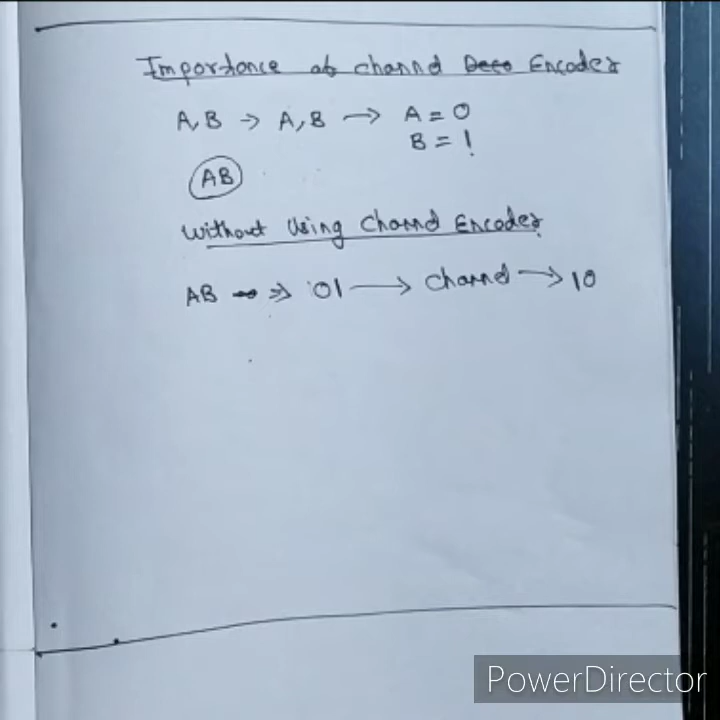 Importance of channel Deco Encoder
A,B → A,B → A = 0
B = 1
AB
Without Using Channel Encoder
AB → 01 → channel → 10
PowerDirector